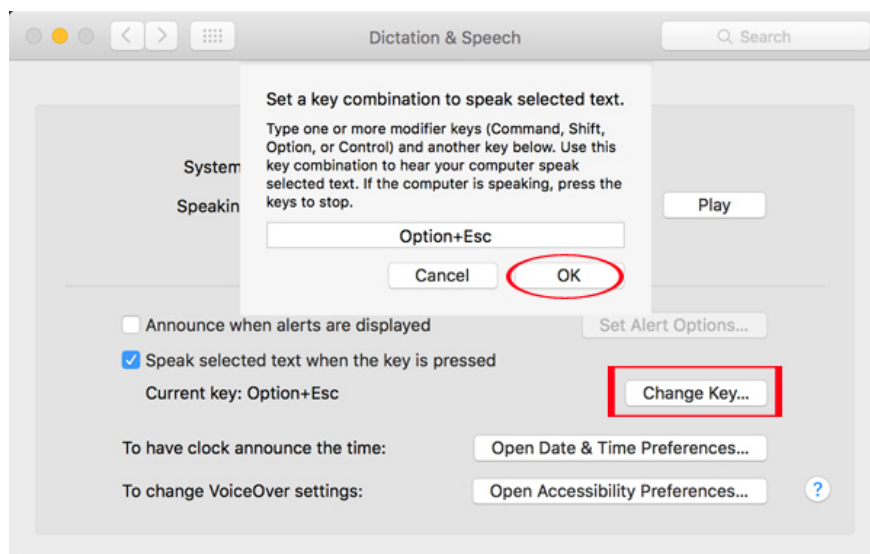 Dictation & Speech
Search
Set a key combination to speak selected text.
Type one or more modifier keys (Command, Shift,
Option, or Control) and another key below. Use this
key combination to hear your computer speak
selected text. If the computer is speaking, press the
keys to stop.
System
Speakin
Play
Option+Esc
Cancel
OK
Announce when alerts are displayed
Set Alert Options...
Speak selected text when the key is pressed
Current key: Option+Esc
Change Key...
To have clock announce the time:
Open Date & Time Preferences...
To change VoiceOver settings:
Open Accessibility Preferences...
?